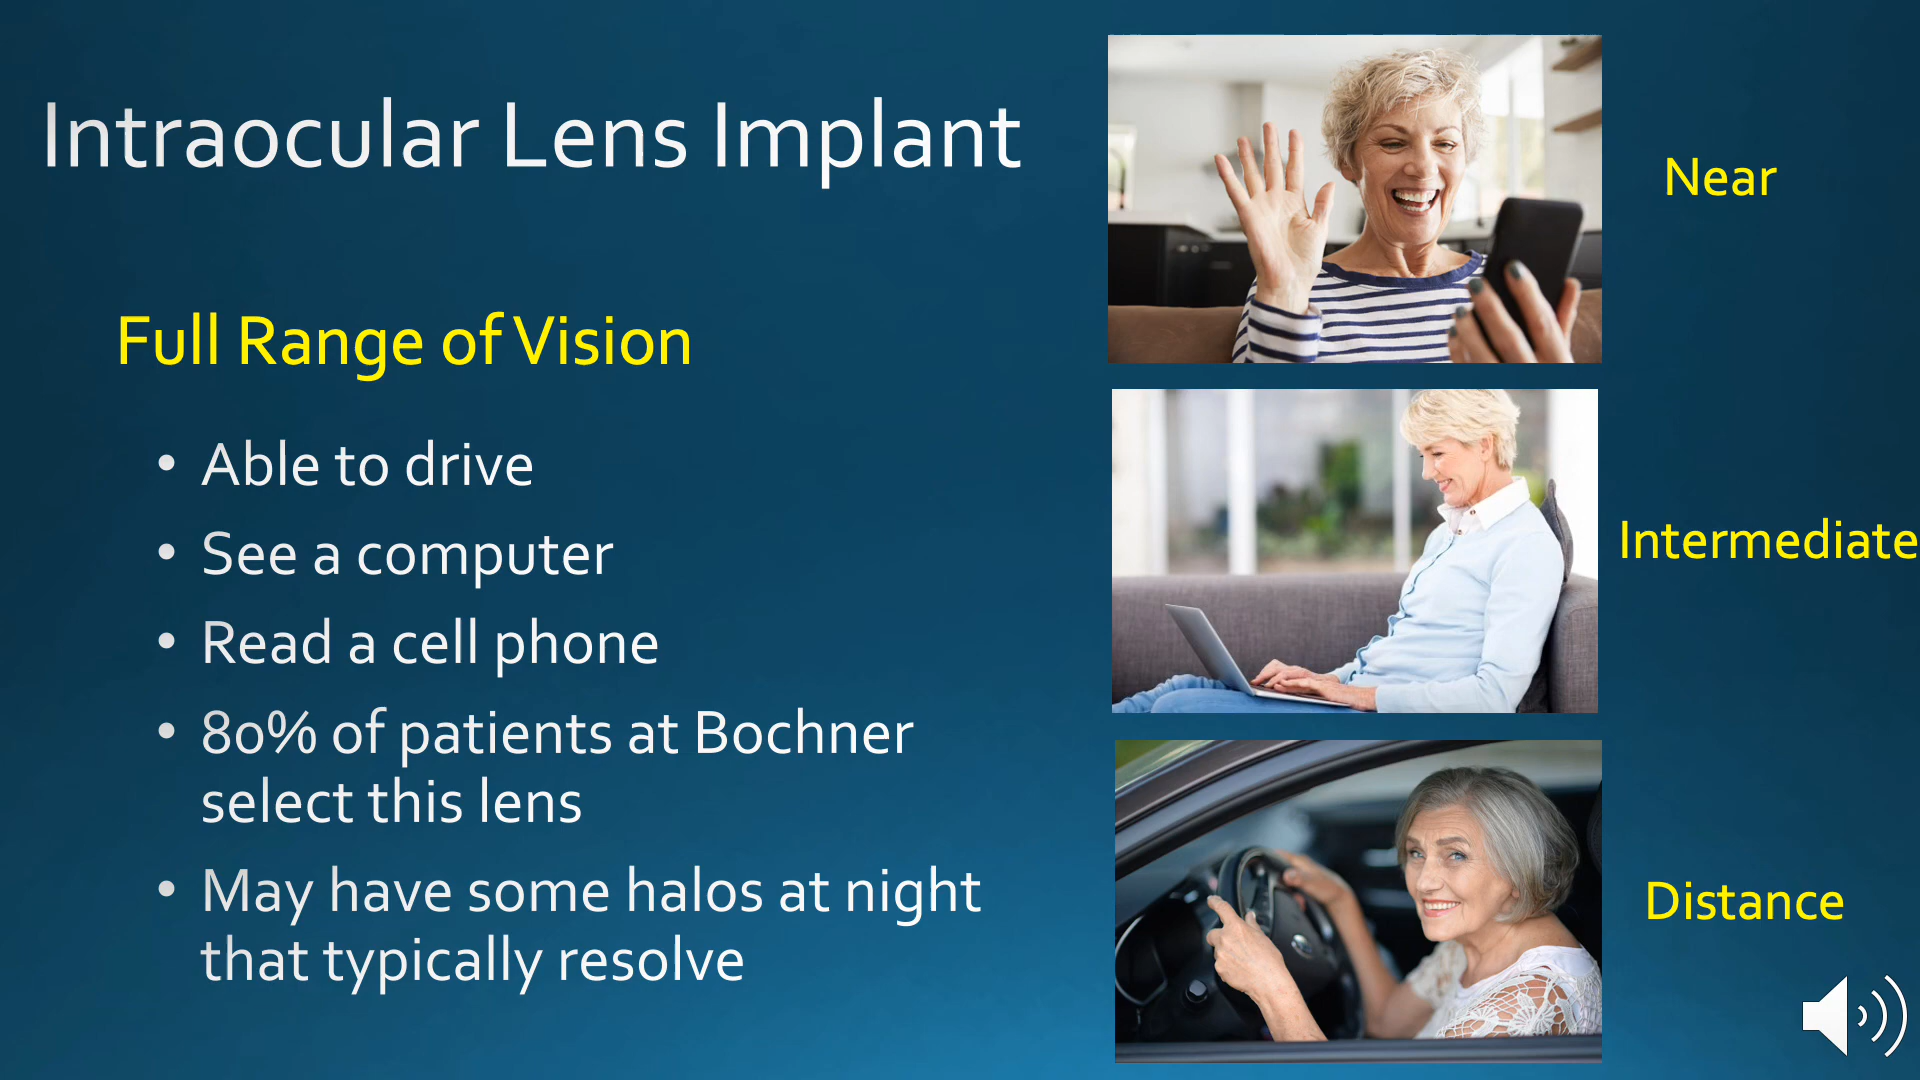 Intraocular Lens Implant
Full Range of Vision
• Able to drive
• See a computer
• Read a cell phone
• 80% of patients at Bochner
select this lens
• May have some halos at night
that typically resolve
Near
Intermediate
Distance